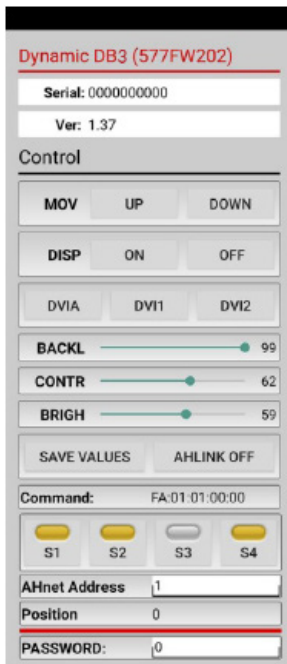 Dynamic DB3 (577FW202)
Serial: 0000000000
Ver: 1.37
Control
MOV UP DOWN
DISP ON OFF
DVIA DVI1 DVI2
BACKL 99
CONTR 62
BRIGH 59
SAVE VALUES AHLINK OFF
Command: FA:01:01:00:00
S1 S2 S3 S4
AHnet Address 1
Position 0
PASSWORD: 0